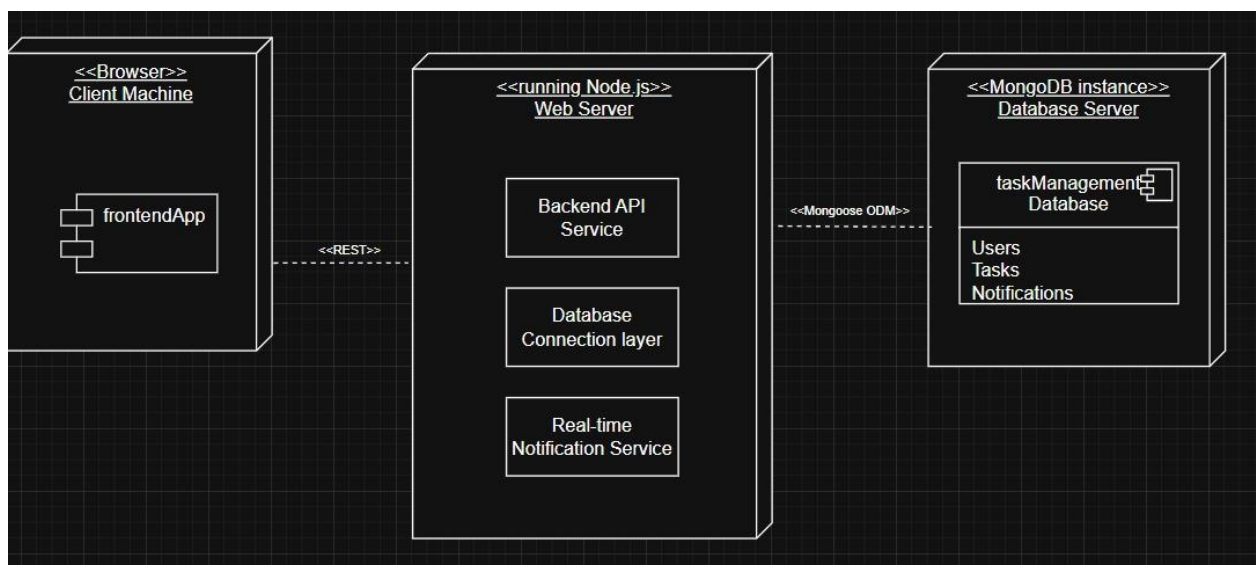 <<Browser>>
Client Machine
frontendApp
<<REST>>
<<running Node.js>>
Web Server
Backend API
Service
Database
Connection layer
Real-time
Notification Service
<<Mongoose ODM>>
<<MongoDB instance>>
Database Server
taskManagement
Database
Users
Tasks
Notifications